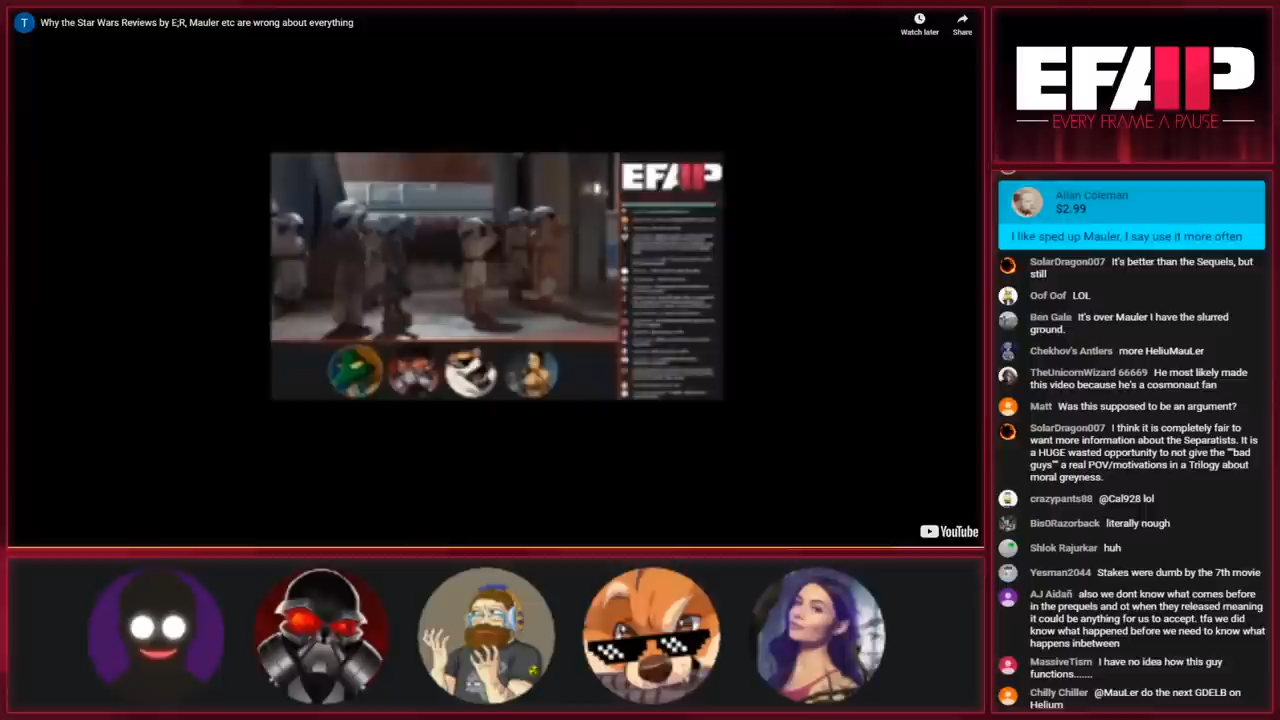 T
Why the Star Wars Reviews by E;R, Mauler etc are wrong about everything
Watch later
Share
EFAP
YouTube
EFAP
EVERY FRAME A PAUSE
Allan Coleman
$2.99
I like sped up Mauler, I say use it more often
SolarDragon007 It's better than the Sequels, but
still
Oof Oof LOL
Ben Gale It's over Mauler I have the slurred
ground.
Chekhov's Antlers more HeliuMauLer
TheUnicornWizard 66669 He most likely made
this video because he's a cosmonaut fan
Matt Was this supposed to be an argument?
SolarDragon007 I think it is completely fair to
want more information about the Separatists. It is
a HUGE wasted opportunity to not give the ""bad
guys"" a real POV/motivations in a Trilogy about
moral greyness.
crazypants88 @Cal928 lol
Bis0Razorback literally nough
Shlok Rajurkar huh
Yesman2044 Stakes were dumb by the 7th movie
AJ Aidañ also we dont know what comes before
in the prequels and ot when they released meaning
it could be anything for us to accept. tfa we did
know what happened before we need to know what
happens inbetween
MassiveTism I have no idea how this guy
functions.......
Chilly Chiller @MauLer do the next GDELB on
Helium